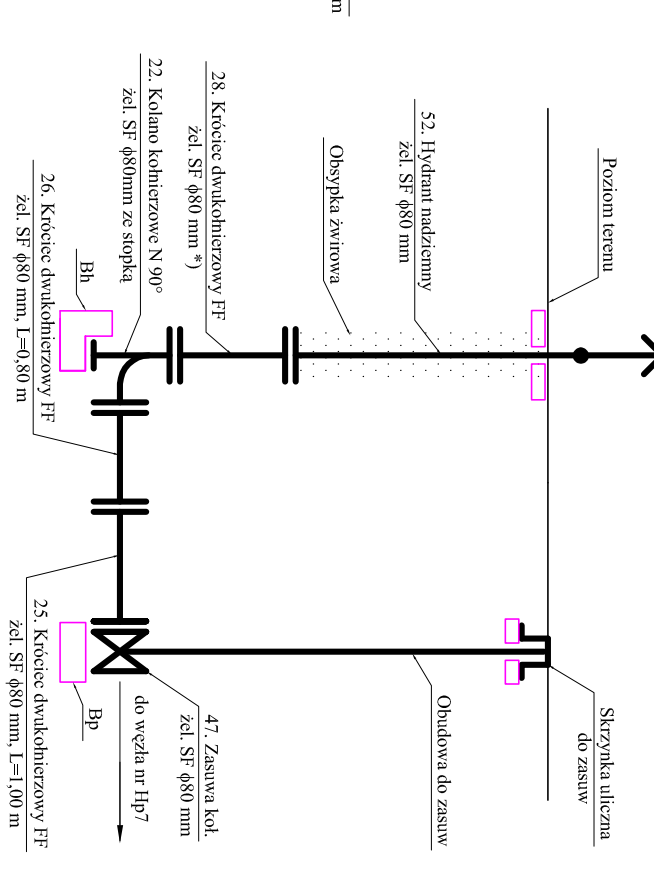 m
Poziom terenu
52. Hydrant nadziemny
żel. SF ϕ80 mm
Obsypka żwirowa
28. Króciec dwukołnierzowy FF
żel. SF ϕ80 mm *)
22. Kolano kołnierzowe N 90°
żel. SF ϕ80mm ze stopką
Bh
26. Króciec dwukołnierzowy FF
żel. SF ϕ80 mm, L=0,80 m
Skrzynka uliczna
do zasuw
Obudowa do zasuw
47. Zasuwa koł.
żel. SF ϕ80 mm
do węzła nr Hp7
Bp
25. Króciec dwukołnierzowy FF
żel. SF ϕ80 mm, L=1,00 m